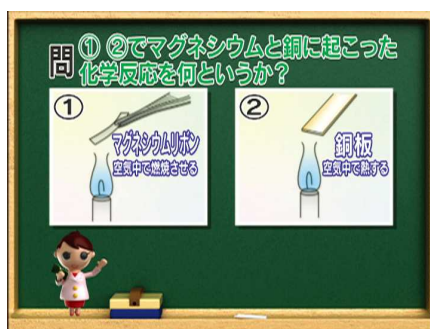 問 ① ②でマグネシウムと銅に起こった
化学反応を何というか？
①
マグネシウムリボン
空気中で燃焼させる
②
銅板
空気中で熱する